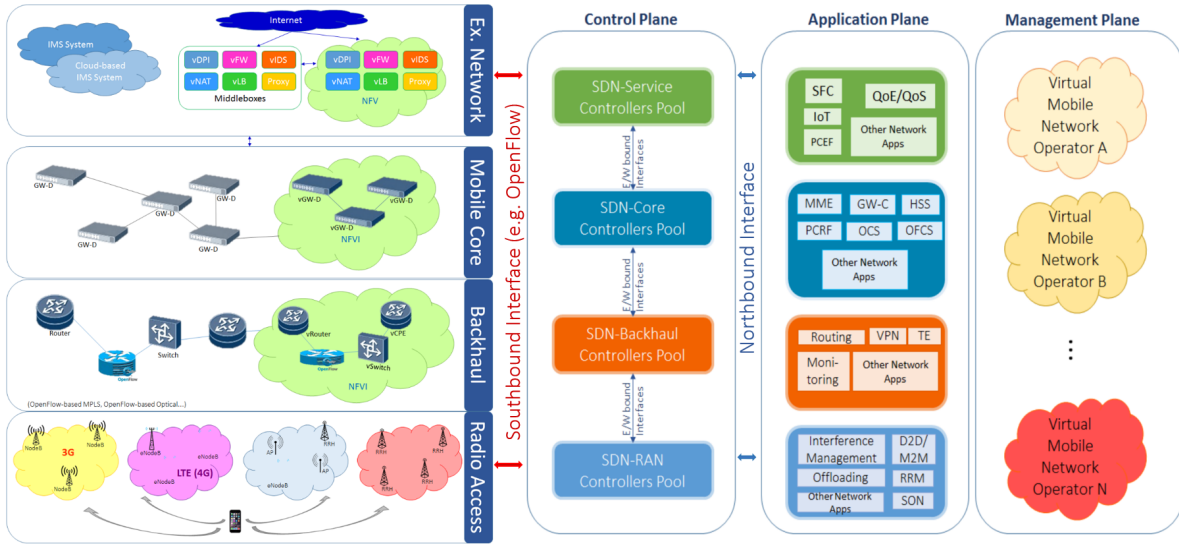 Control Plane
Application Plane
Management Plane
Internet
IMS System
Cloud-based
IMS System
vDPI
vFW
vIDS
vNAT
vLB
Proxy
Middleboxes
vDPI
vFW
vIDS
vNAT
vLB
Proxy
NFV
Ex. Network
GW-D
GW-D
GW-D
GW-D
GW-D
vGW-D
vGW-D
vGW-D
NFVI
Mobile Core
Router
OpenFlow
Switch
vRouter
vCPE
OpenFlow
vSwitch
NFVI
(OpenFlow-based MPLS, OpenFlow-based Optical...)
Backhaul
NodeB
NodeB
3G
NodeB
eNodeB
eNodeB
LTE (4G)
eNodeB
AP
RRH
AP
eNodeB
RRH
RRH
RRH
RRH
Radio Access
Southbound Interface (e.g. OpenFlow)
SDN-Service
Controllers Pool
E/W bound
Interfaces
SDN-Core
Controllers Pool
E/W bound
Interfaces
SDN-Backhaul
Controllers Pool
E/W bound
Interfaces
SDN-RAN
Controllers Pool
Northbound Interface
SFC
QoE/QoS
IoT
PCEF
Other Network
Apps
MME
GW-C
HSS
PCRF
OCS
OFCS
Other Network
Apps
Routing
VPN
TE
Moni-
toring
Other Network
Apps
Interference
Management
D2D/
M2M
Offloading
RRM
Other Network
Apps
SON
Virtual
Mobile
Network
Operator A
Virtual
Mobile
Network
Operator B
...
Virtual
Mobile
Network
Operator N